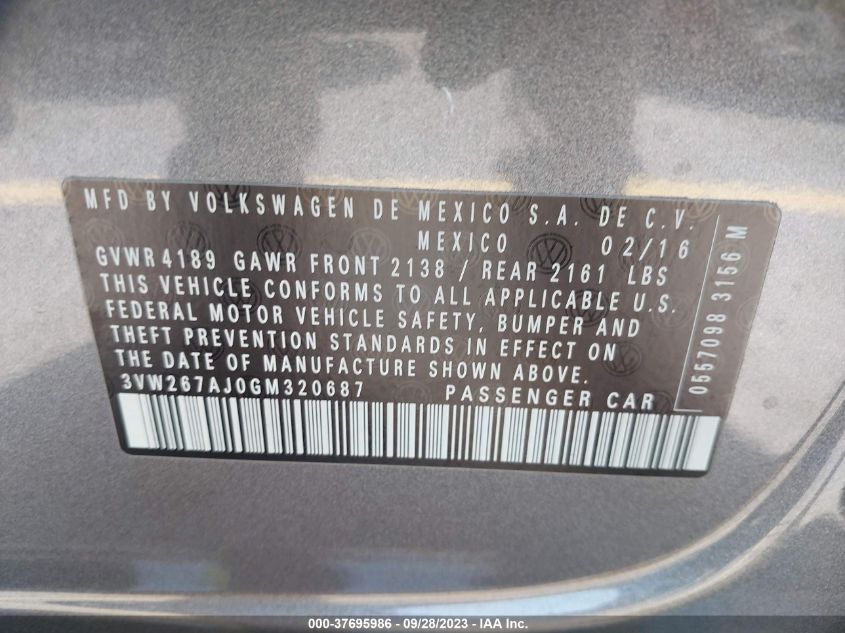 MFD BY VOLKSWAGEN DE MEXICO S.A. DE C.V.
MEXICO 02/16
GVWR 4189 GAWR FRONT 2138 / REAR 2161 LBS
THIS VEHICLE CONFORMS TO ALL APPLICABLE U.S.
FEDERAL MOTOR VEHICLE SAFETY, BUMPER AND
THEFT PREVENTION STANDARDS IN EFFECT ON
THE DATE OF MANUFACTURE SHOWN ABOVE.
3VW267AJ0GM320687 PASSENGER CAR
0557098 3156 M
000-37695986 - 09/28/2023 - IAA Inc.